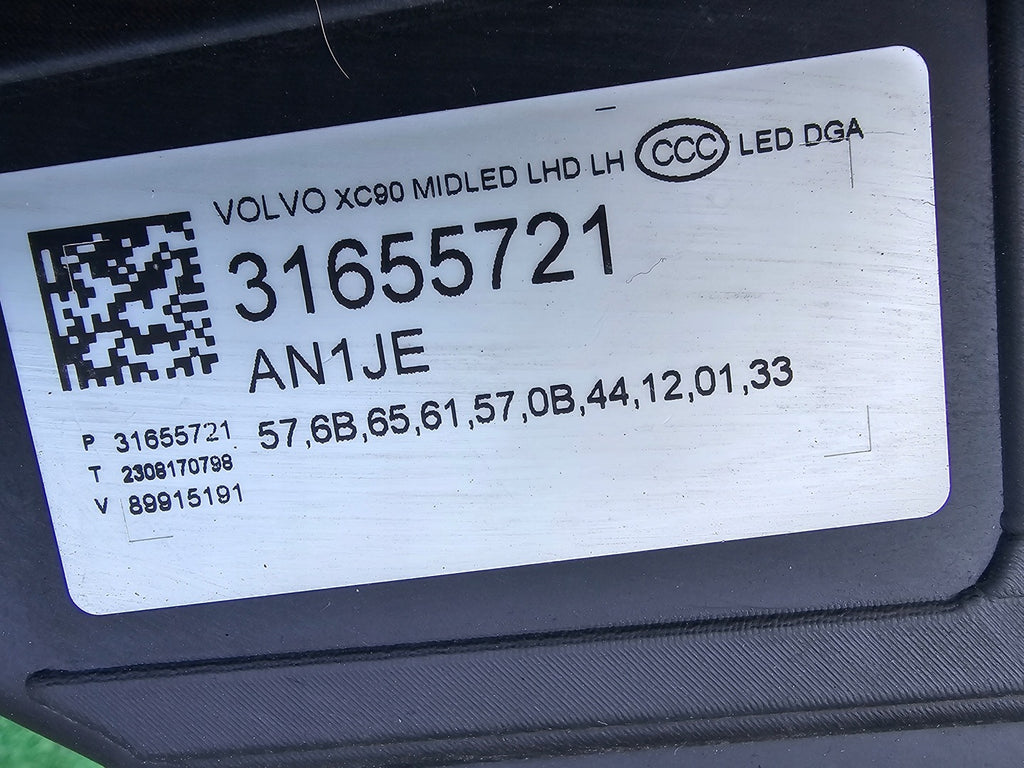 VOLVO XC90 MIDLED LHD LH CCC LED DGA
31655721
AN1JE
57,6B,65,61,57,0B,44,12,01,33
P 31655721
T 2308170798
V 89915191